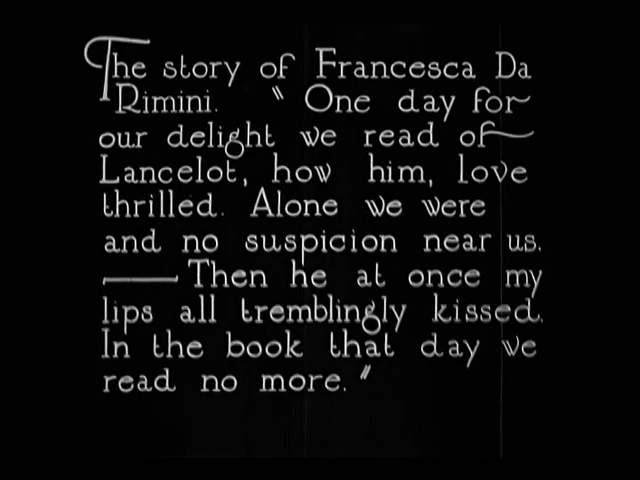 The story of Francesca Da
Rimini. " One day for
our delight we read of
Lancelot, how him, love
thrilled. Alone we were
and no suspicion near us.
— Then he at once my
lips all tremblingly kissed.
In the book that day we
read no more."